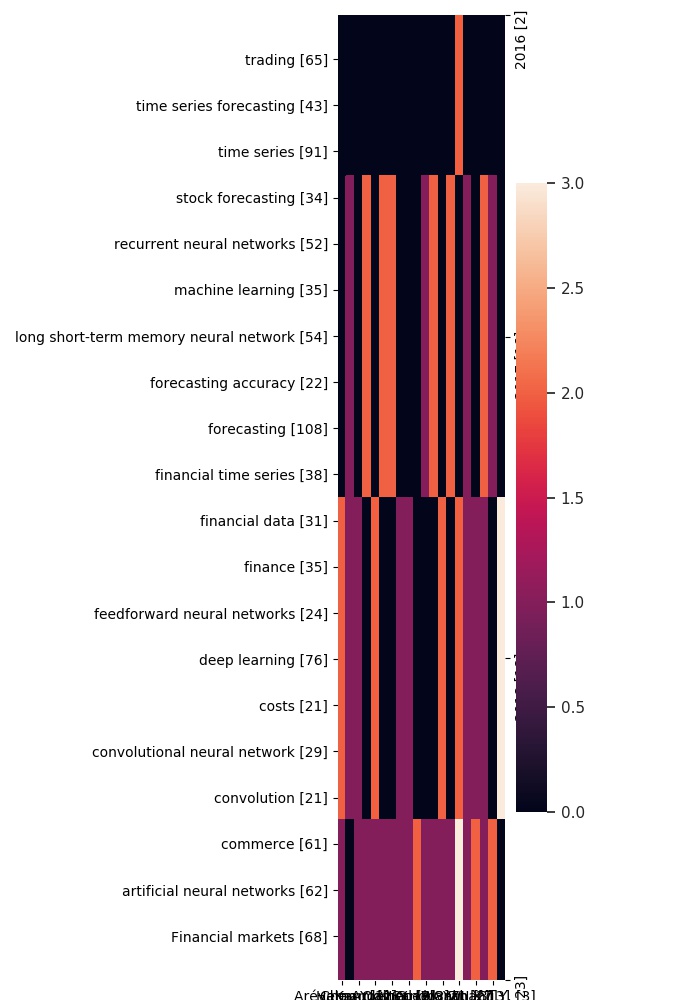 2016 [2]
trading [65]
time series forecasting [43]
time series [91]
stock forecasting [34]
3.0
recurrent neural networks [52]
machine learning [35]
2.5
long short-term memory neural network [54]
forecasting accuracy [22]
2.0
forecasting [108]
financial time series [38]
1.5
financial data [31]
finance [35]
1.0
feedforward neural networks [24]
deep learning [76]
costs [21]
0.5
convolutional neural network [29]
convolution [21]
0.0
commerce [61]
artificial neural networks [62]
Financial markets [68]